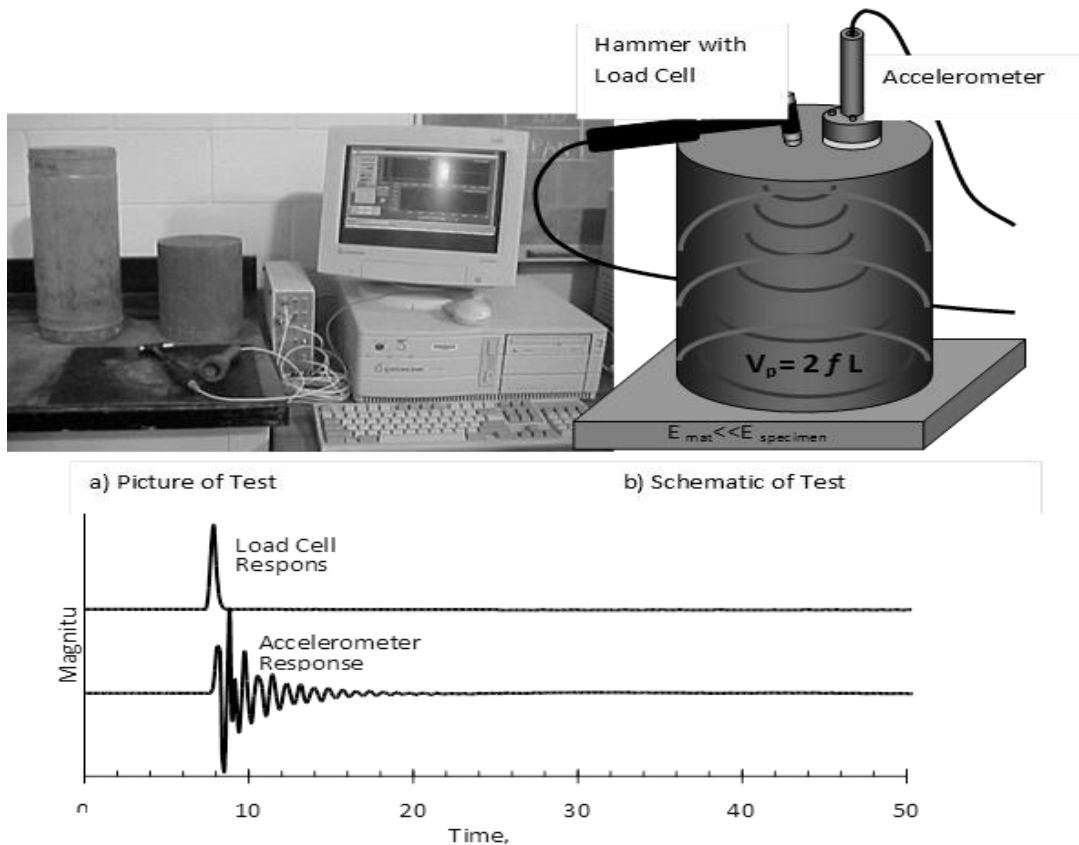 Hammer with
Load Cell
Accelerometer
Vp= 2 f L
E mat<<E specimen
a) Picture of Test
b) Schematic of Test
Load Cell
Respons
Accelerometer
Response
Magnitu
0 10 20 30 40 50
Time,